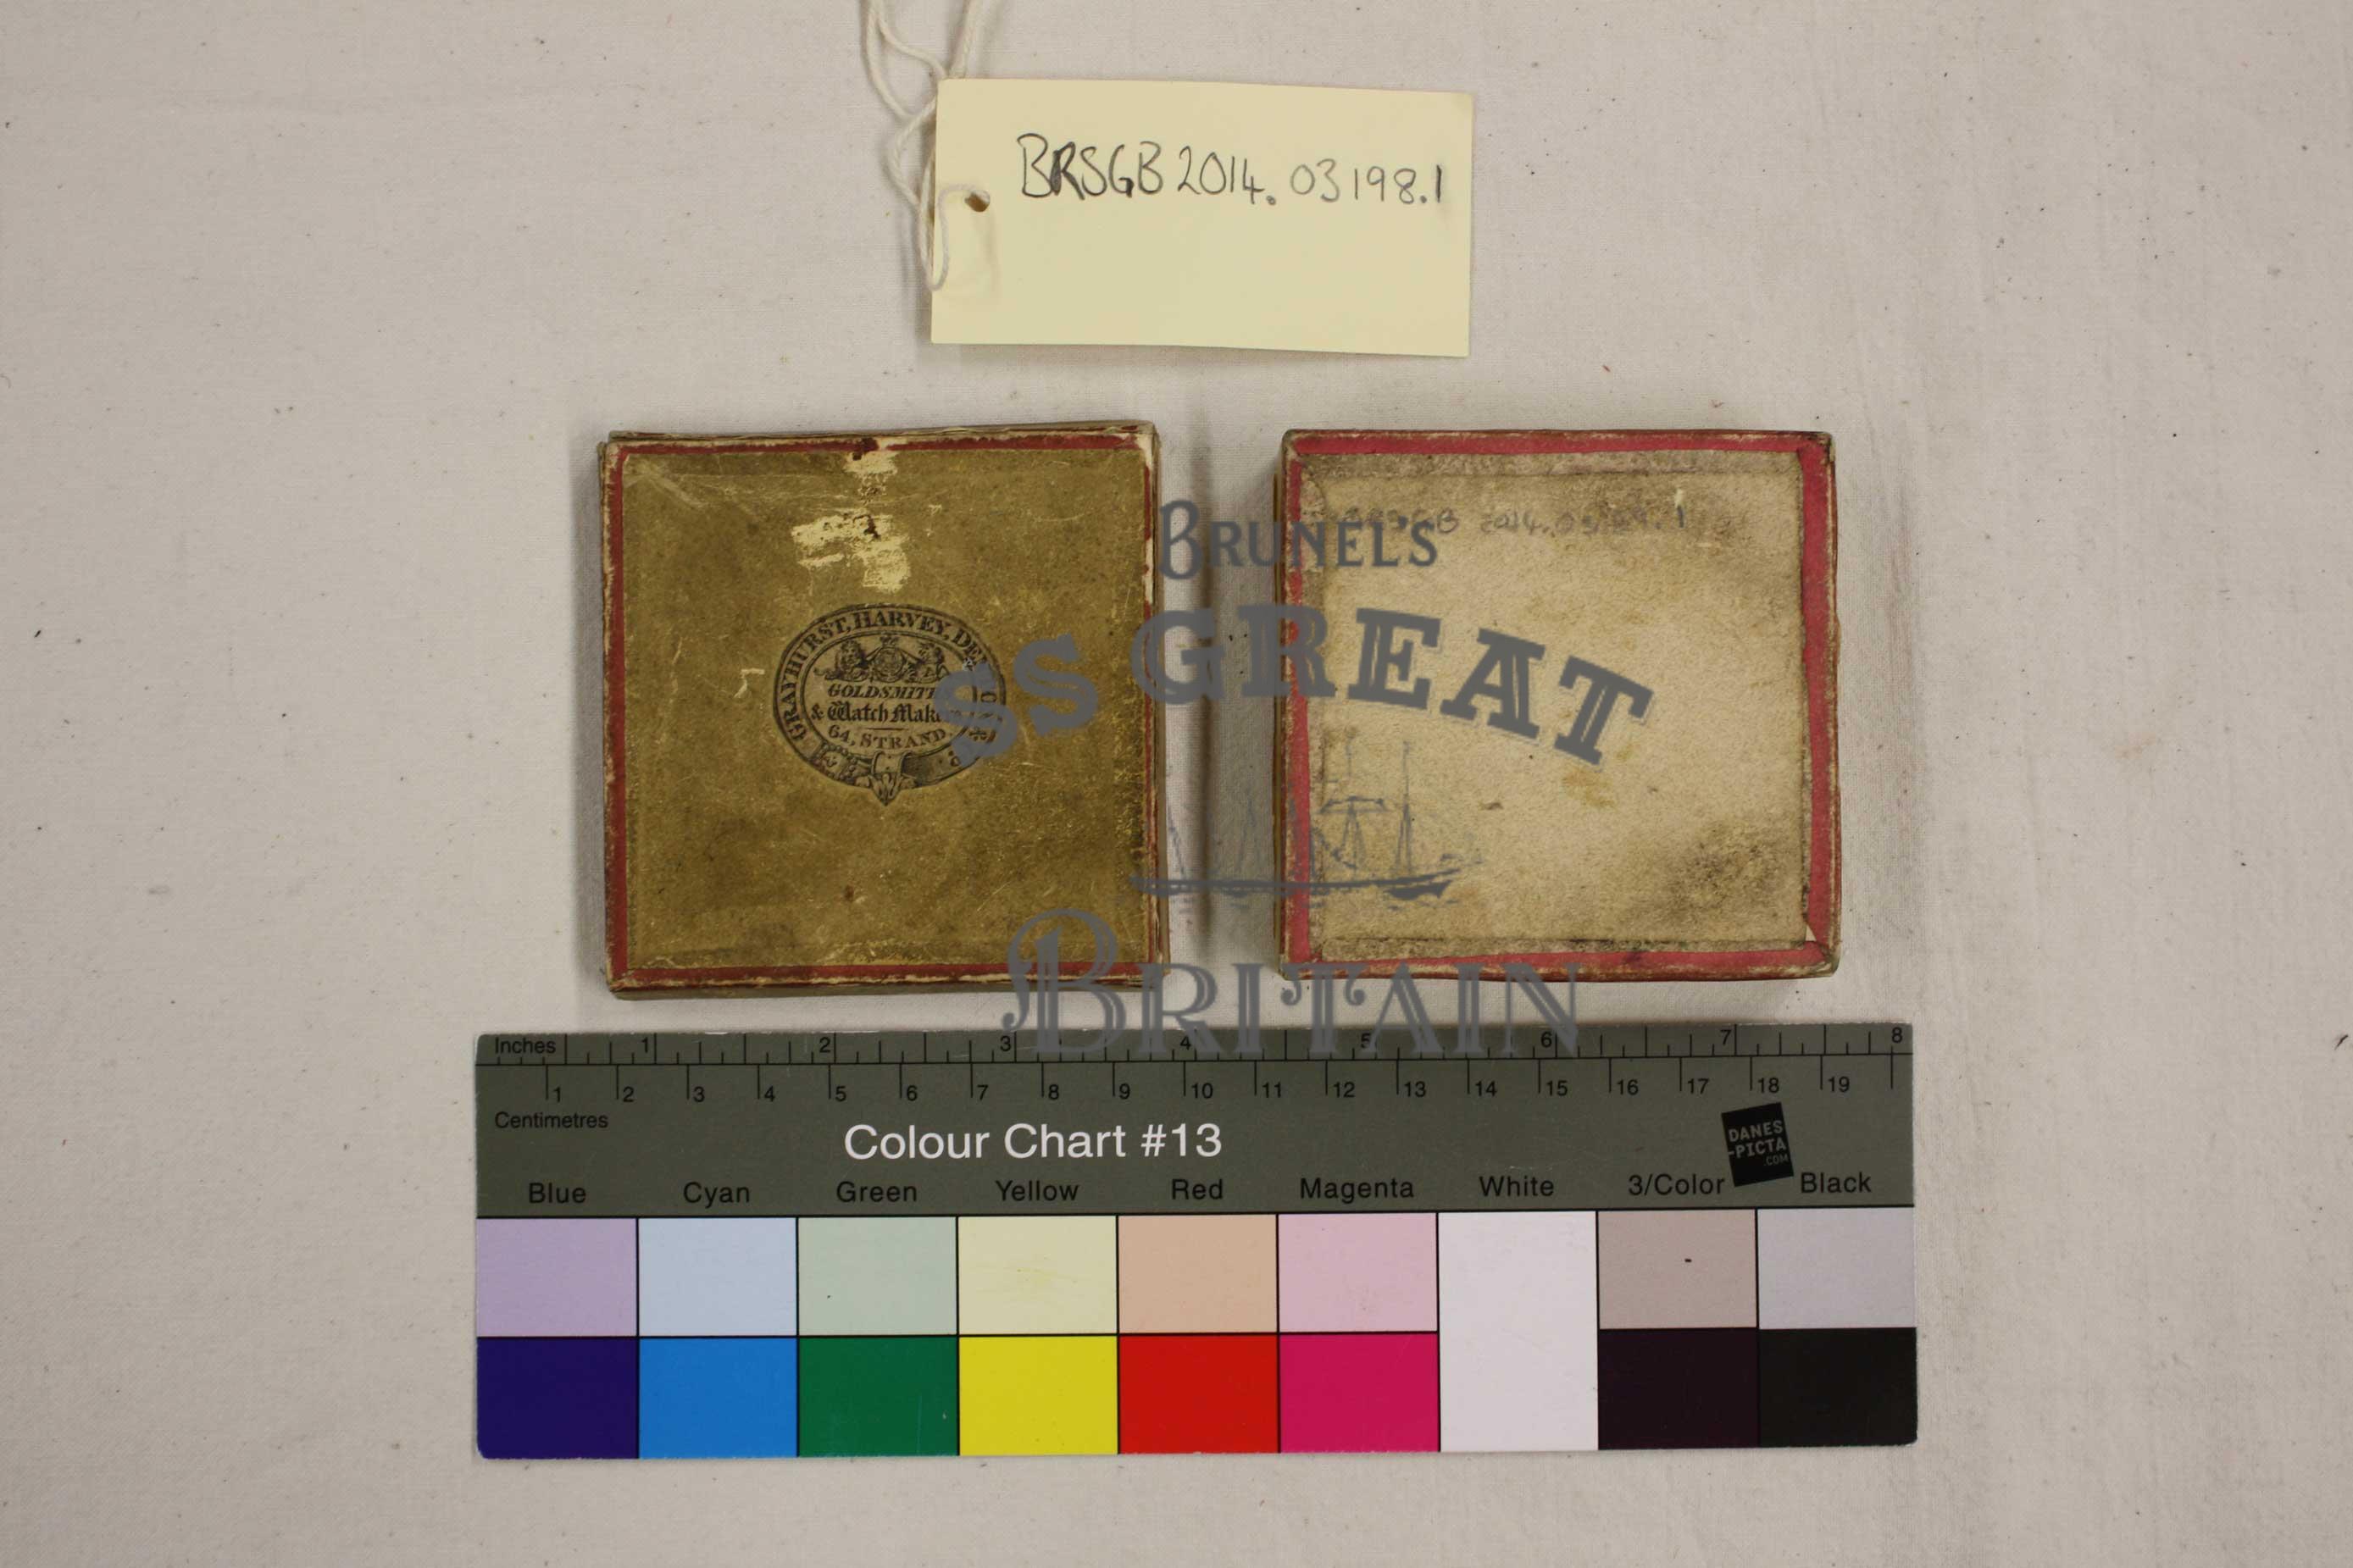 BRSGB 2014.03198.1
BRUNEL'S
SS GREAT
BRITAIN
GRAYHURST, HARVEY,
GOLDSMITHS
& Watch Makers
64, STRAND
Inches 1 2 3 4 5 6 7 8
1 2 3 4 5 6 7 8 9 10 11 12 13 14 15 16 17 18 19
Centimetres
Colour Chart #13
DANES
-PICTA
.COM
Blue Cyan Green Yellow Red Magenta White 3/Color Black